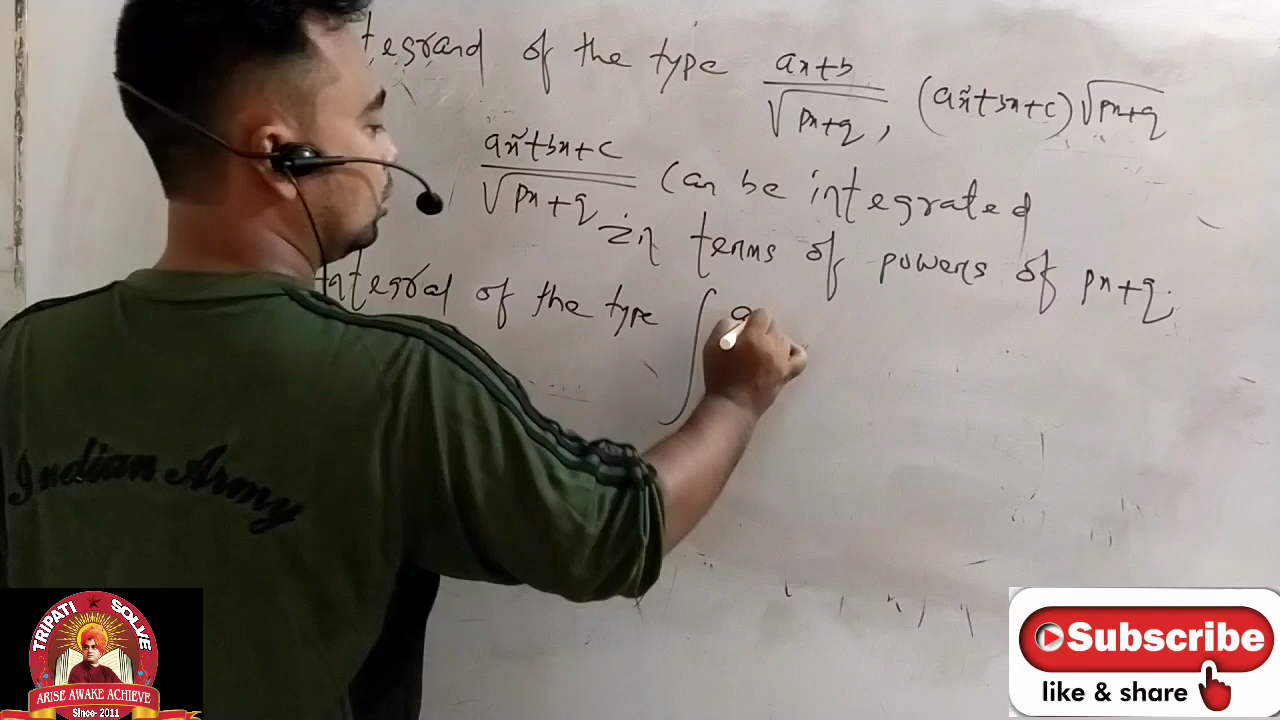 tegrand of the type ax+b/√px+q, (ax²+bx+c)√px+q
ax²+bx+c/√px+q can be integrated
in terms of powers of px+q.
ntegral of the type ∫ a
Indian Army
TRIPATI ★ SOLVE
ARISE AWAKE ACHIEVE
Since- 2011
Subscribe
like & share